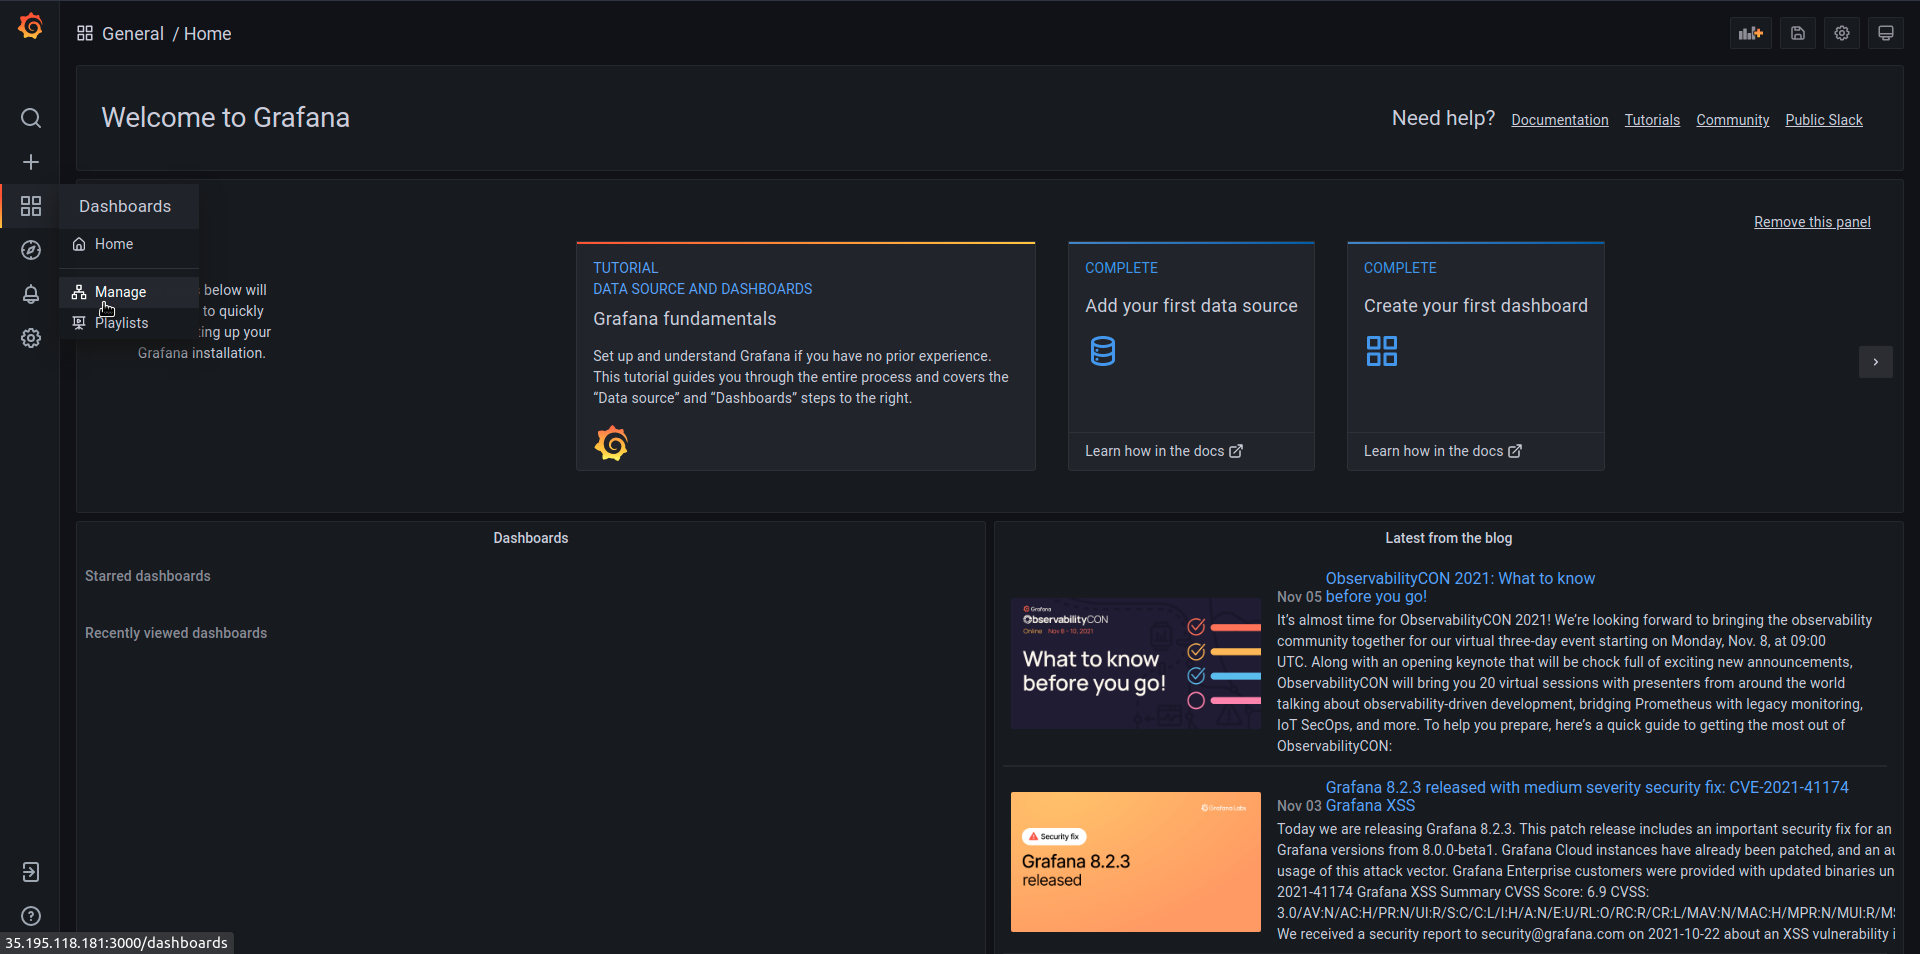 General / Home
Welcome to Grafana
Need help? Documentation Tutorials Community Public Slack
Dashboards
Home
Manage
Playlists
below will
to quickly
ing up your
Grafana installation.
Remove this panel
TUTORIAL
DATA SOURCE AND DASHBOARDS
Grafana fundamentals
Set up and understand Grafana if you have no prior experience.
This tutorial guides you through the entire process and covers the
“Data source” and “Dashboards” steps to the right.
COMPLETE
Add your first data source
Learn how in the docs
COMPLETE
Create your first dashboard
Learn how in the docs
Dashboards
Starred dashboards
Recently viewed dashboards
Latest from the blog
Grafana
ObservabilityCON
Online Nov 8 - 10, 2021
What to know
before you go!
ObservabilityCON 2021: What to know
Nov 05 before you go!
It’s almost time for ObservabilityCON 2021! We’re looking forward to bringing the observability
community together for our virtual three-day event starting on Monday, Nov. 8, at 09:00
UTC. Along with an opening keynote that will be chock full of exciting new announcements,
ObservabilityCON will bring you 20 virtual sessions with presenters from around the world
talking about observability-driven development, bridging Prometheus with legacy monitoring,
IoT SecOps, and more. To help you prepare, here’s a quick guide to getting the most out of
ObservabilityCON:
Grafana Labs
Security fix
Grafana 8.2.3
released
Grafana 8.2.3 released with medium severity security fix: CVE-2021-41174
Nov 03 Grafana XSS
Today we are releasing Grafana 8.2.3. This patch release includes an important security fix for an
Grafana versions from 8.0.0-beta1. Grafana Cloud instances have already been patched, and an au
usage of this attack vector. Grafana Enterprise customers were provided with updated binaries un
2021-41174 Grafana XSS Summary CVSS Score: 6.9 CVSS:
3.0/AV:N/AC:H/PR:N/UI:R/S:C/C:L/I:H/A:N/E:U/RL:O/RC:R/CR:L/MAV:N/MAC:H/MPR:N/MUI:R/MS
We received a security report to security@grafana.com on 2021-10-22 about an XSS vulnerability i
35.195.118.181:3000/dashboards